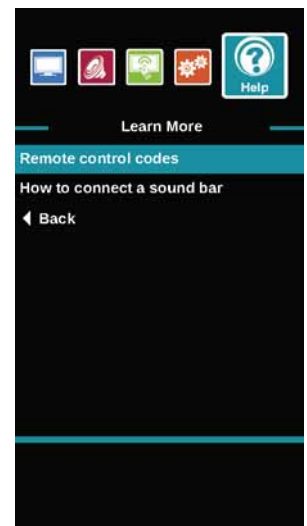 Help
Learn More
Remote control codes
How to connect a sound bar
Back